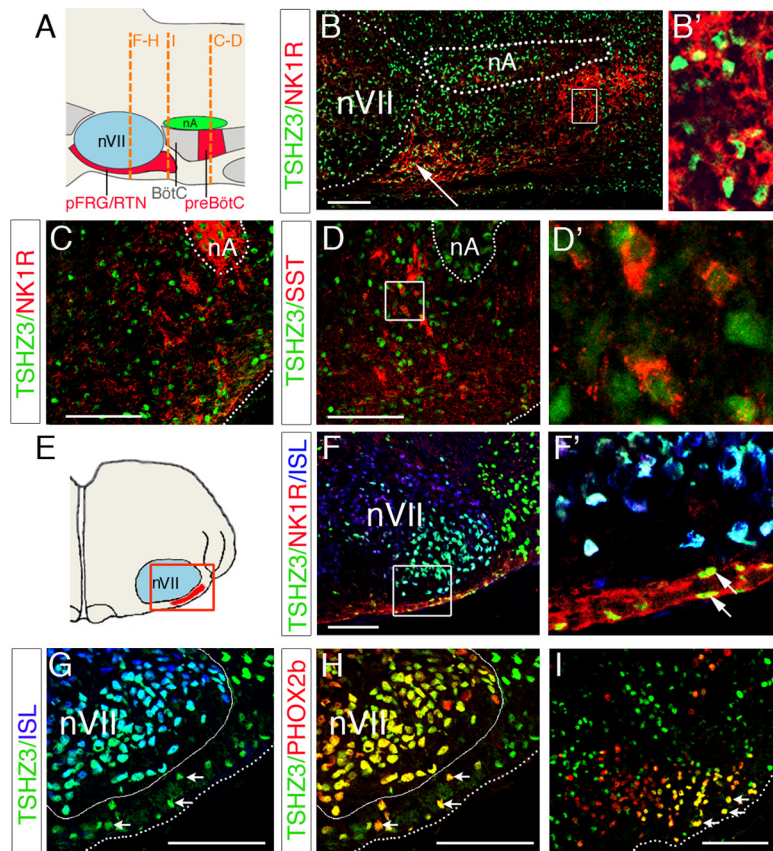 A
F-H
I
C-D
nA
nVII
BötC
pFRG/RTN
preBötC
TSHZ3/NK1R
B
nA
nVII
B'
TSHZ3/NK1R
C
nA
TSHZ3/SST
D
nA
D'
E
nVII
TSHZ3/NK1R/ISL
F
nVII
F'
TSHZ3/ISL
G
nVII
TSHZ3/PHOX2b
H
nVII
I